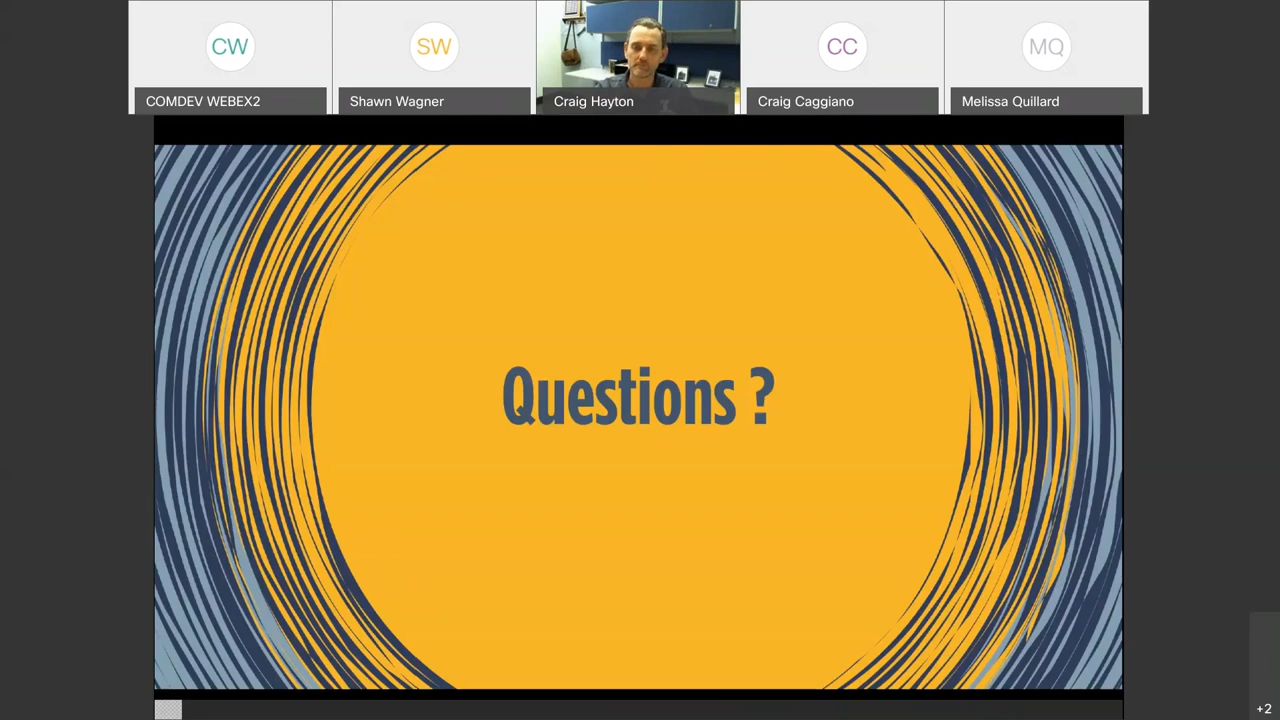 CW
SW
CC
MQ
COMDEV WEBEX2
Shawn Wagner
Craig Hayton
Craig Caggiano
Melissa Quillard
Questions ?
+2